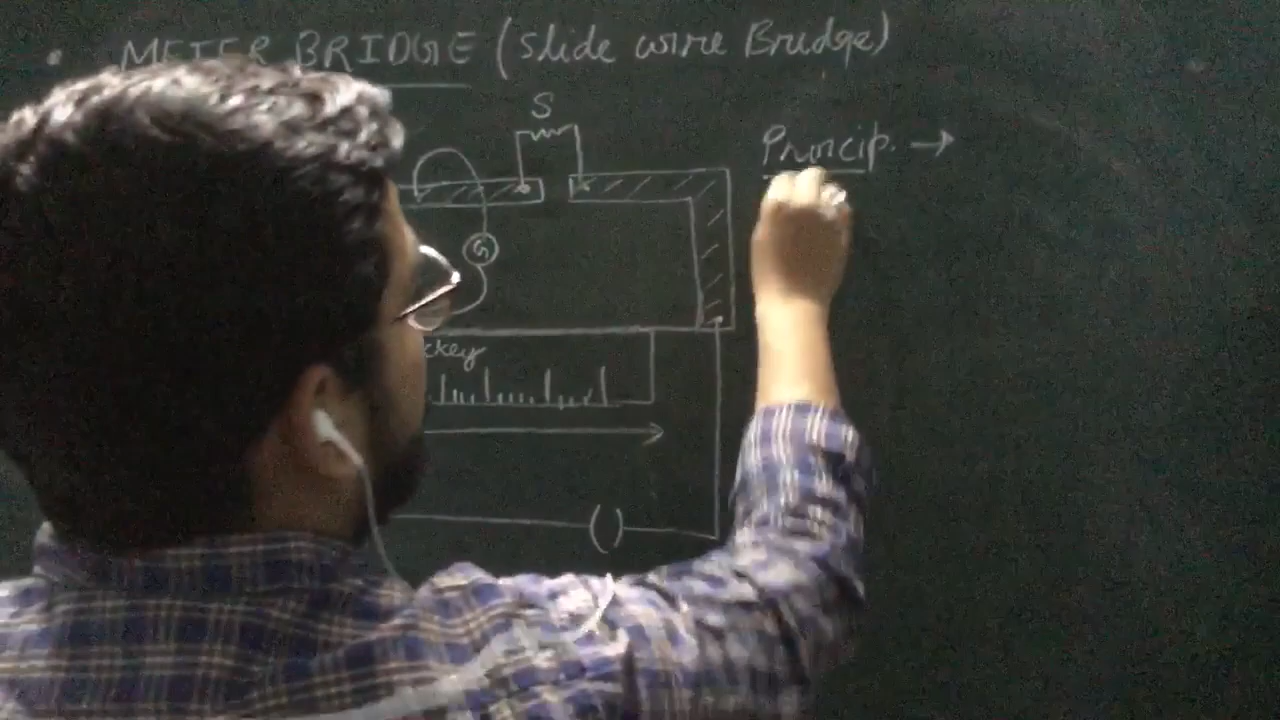 • METER BRIDGE (Slide wire Bridge)
S
Princip. →
G
ckey
( )